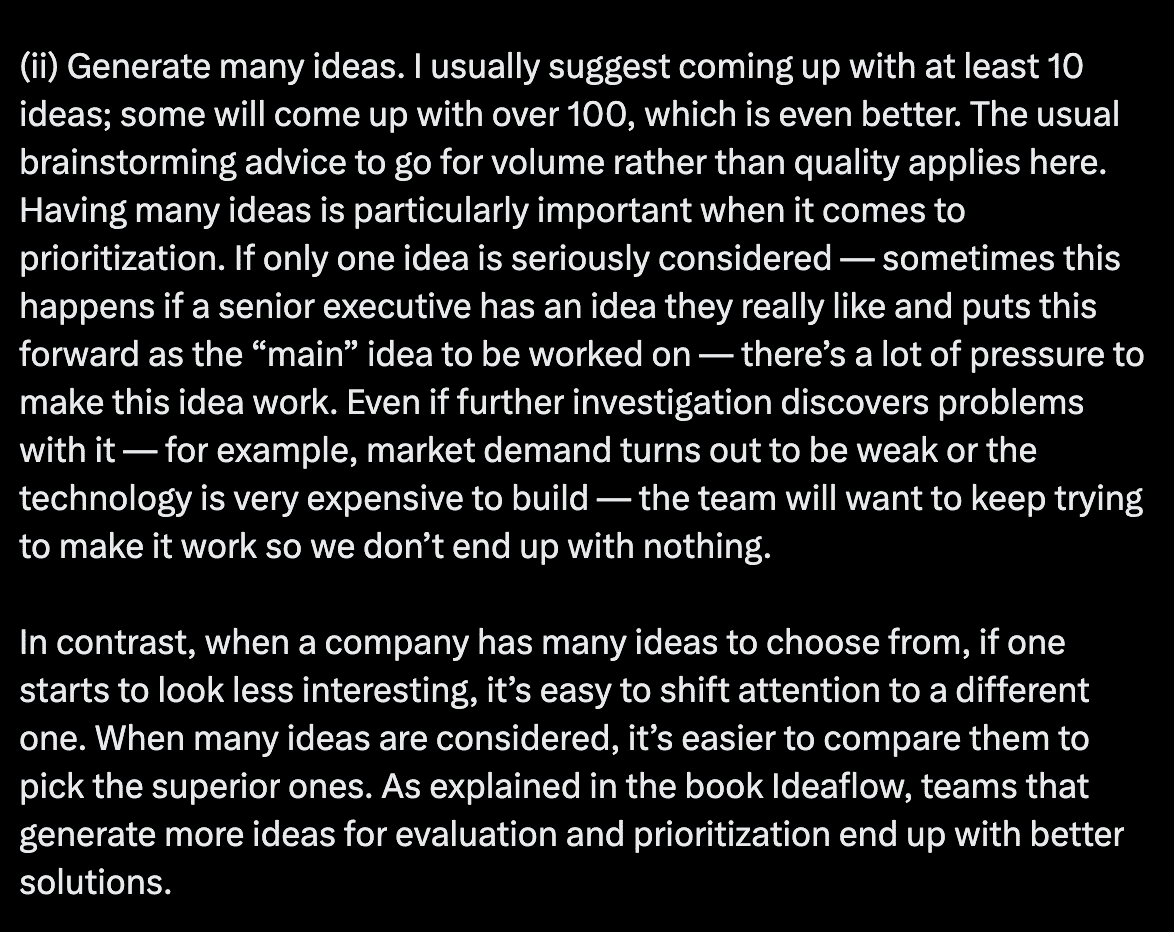 (ii) Generate many ideas. I usually suggest coming up with at least 10
ideas; some will come up with over 100, which is even better. The usual
brainstorming advice to go for volume rather than quality applies here.
Having many ideas is particularly important when it comes to
prioritization. If only one idea is seriously considered — sometimes this
happens if a senior executive has an idea they really like and puts this
forward as the “main” idea to be worked on — there’s a lot of pressure to
make this idea work. Even if further investigation discovers problems
with it — for example, market demand turns out to be weak or the
technology is very expensive to build — the team will want to keep trying
to make it work so we don’t end up with nothing.

In contrast, when a company has many ideas to choose from, if one
starts to look less interesting, it’s easy to shift attention to a different
one. When many ideas are considered, it’s easier to compare them to
pick the superior ones. As explained in the book Ideaflow, teams that
generate more ideas for evaluation and prioritization end up with better
solutions.